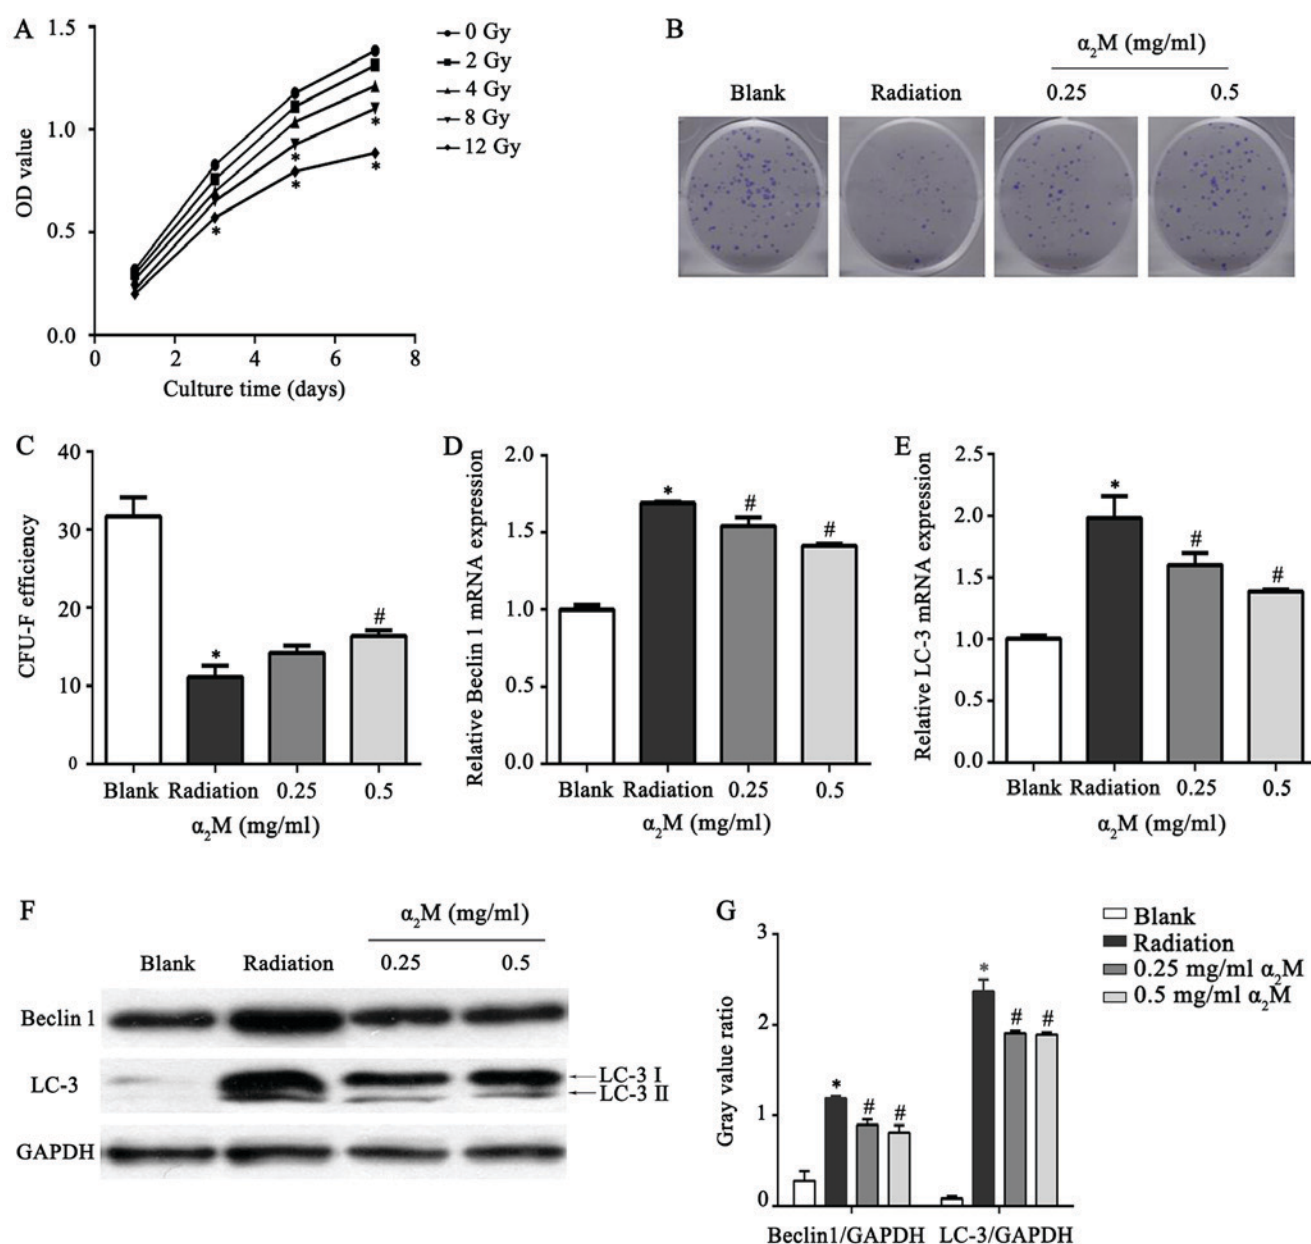 A
1.5
1.0
0.5
0.0
OD value
0 2 4 6 8
Culture time (days)
0 Gy
2 Gy
4 Gy
8 Gy
12 Gy
*
*
*
*
*
B
α₂M (mg/ml)
Blank Radiation 0.25 0.5
C
40
30
20
10
0
CFU-F efficiency
*
#
Blank Radiation 0.25 0.5
α₂M (mg/ml)
D
2.0
1.5
1.0
0.5
0.0
Relative Beclin 1 mRNA expression
*
#
#
Blank Radiation 0.25 0.5
α₂M (mg/ml)
E
2.5
2.0
1.5
1.0
0.5
0.0
Relative LC-3 mRNA expression
*
#
#
Blank Radiation 0.25 0.5
α₂M (mg/ml)
F
α₂M (mg/ml)
Blank Radiation 0.25 0.5
Beclin 1
LC-3
LC-3 I
LC-3 II
GAPDH
G
3
2
1
0
Gray value ratio
*
#
#
*
#
#
Beclin1/GAPDH LC-3/GAPDH
Blank
Radiation
0.25 mg/ml α₂M
0.5 mg/ml α₂M